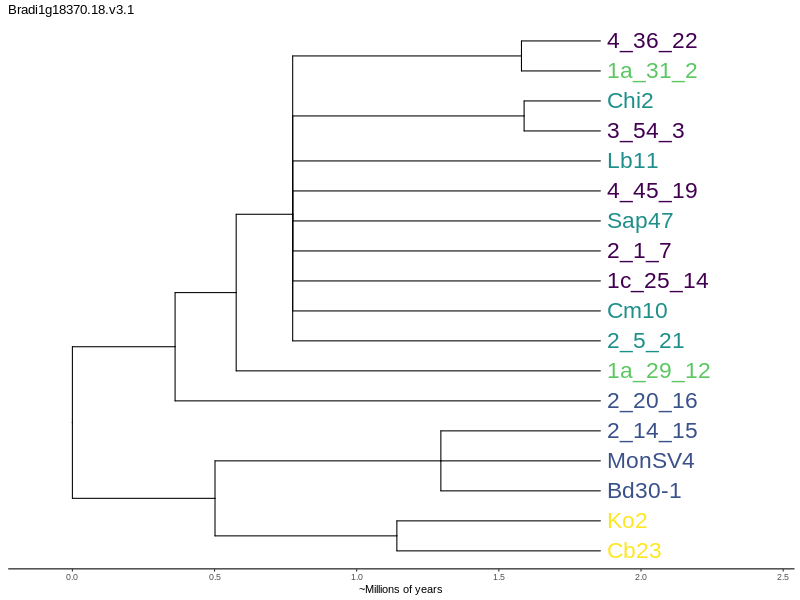 Bradi1g18370.18.v3.1
4_36_22
1a_31_2
Chi2
3_54_3
Lb11
4_45_19
Sap47
2_1_7
1c_25_14
Cm10
2_5_21
1a_29_12
2_20_16
2_14_15
MonSV4
Bd30-1
Ko2
Cb23
0.0 0.5 1.0 1.5 2.0 2.5
~Millions of years